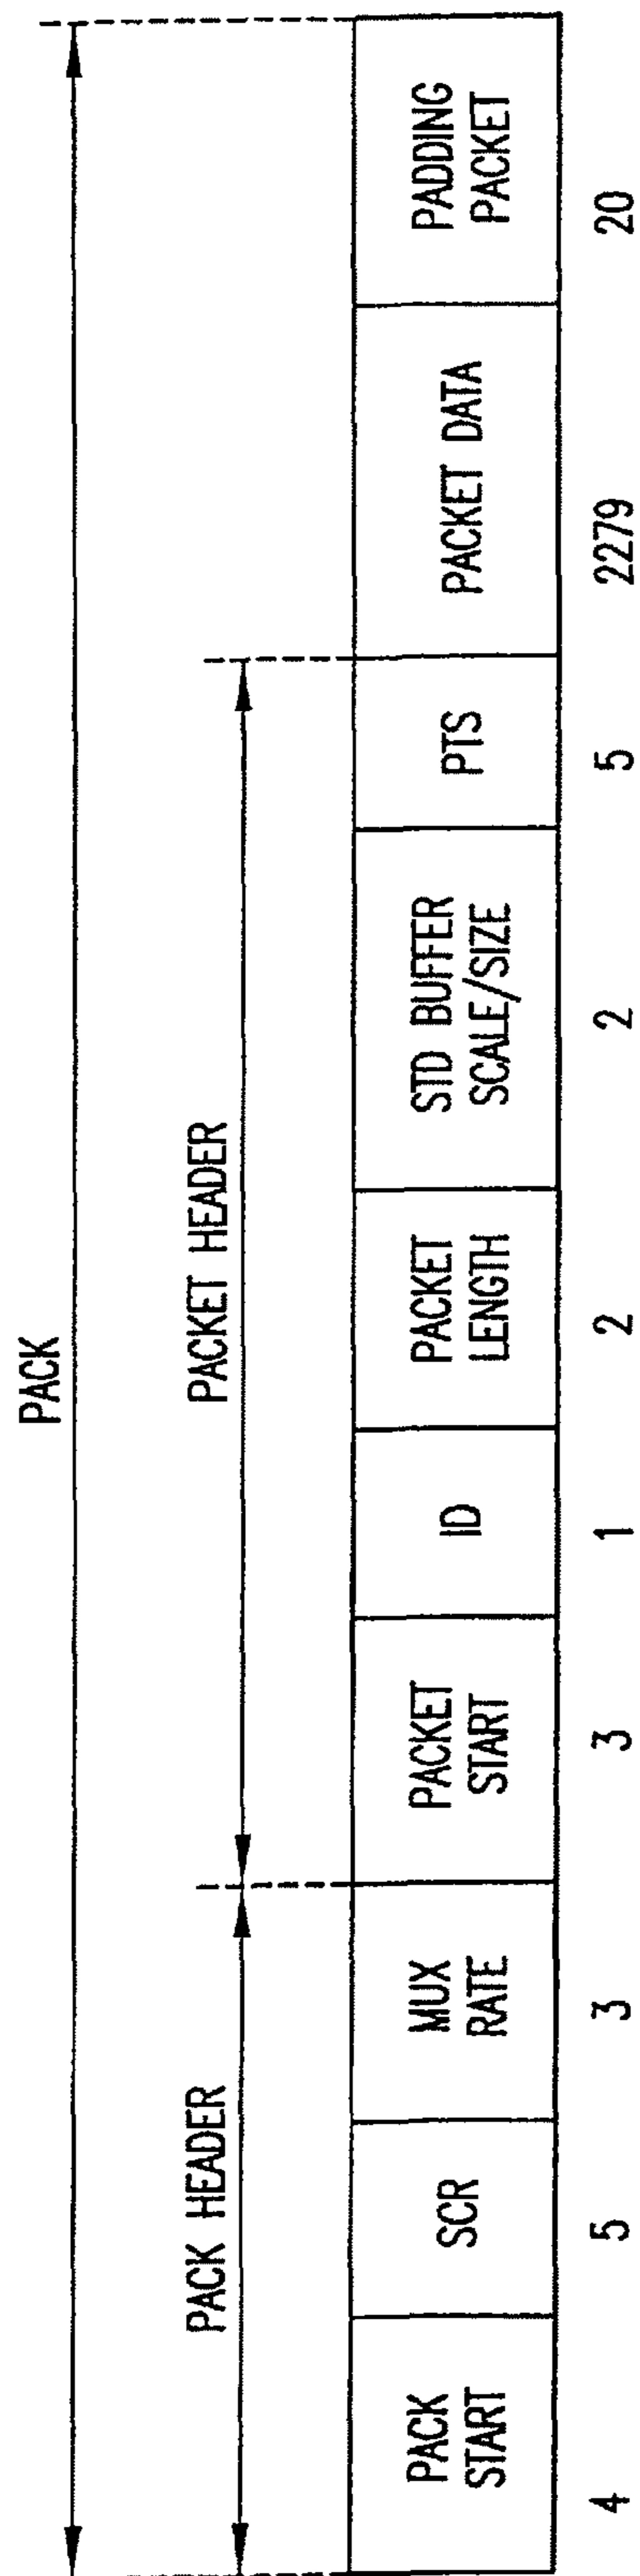 PACK
PACK HEADER
PACKET HEADER
PACK
START
SCR
MUX
RATE
PACKET
START
ID
PACKET
LENGTH
STD BUFFER
SCALE/SIZE
PTS
PACKET DATA
PADDING
PACKET
4
5
3
3
1
2
2
5
2279
20